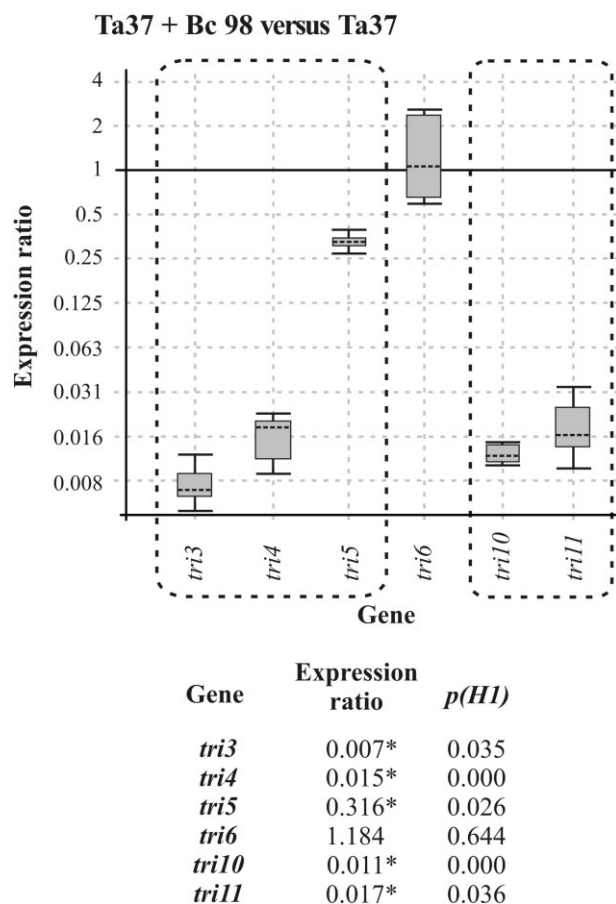 Ta37 + Bc 98 versus Ta37
Expression ratio
4
2
1
0.5
0.25
0.125
0.063
0.031
0.016
0.008
tri3 tri4 tri5 tri6 tri10 tri11
Gene
Gene Expression ratio p(H1)
tri3 0.007* 0.035
tri4 0.015* 0.000
tri5 0.316* 0.026
tri6 1.184 0.644
tri10 0.011* 0.000
tri11 0.017* 0.036